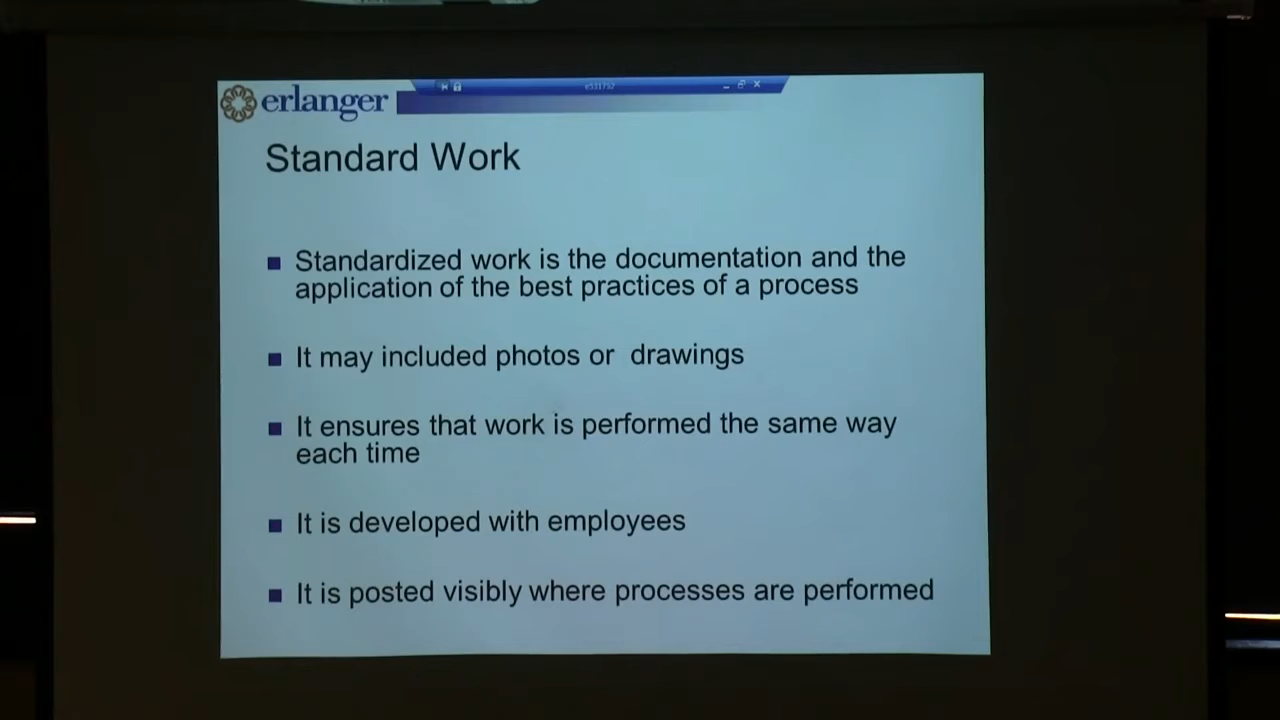 erlanger
Standard Work
Standardized work is the documentation and the
application of the best practices of a process
It may included photos or drawings
It ensures that work is performed the same way
each time
It is developed with employees
It is posted visibly where processes are performed